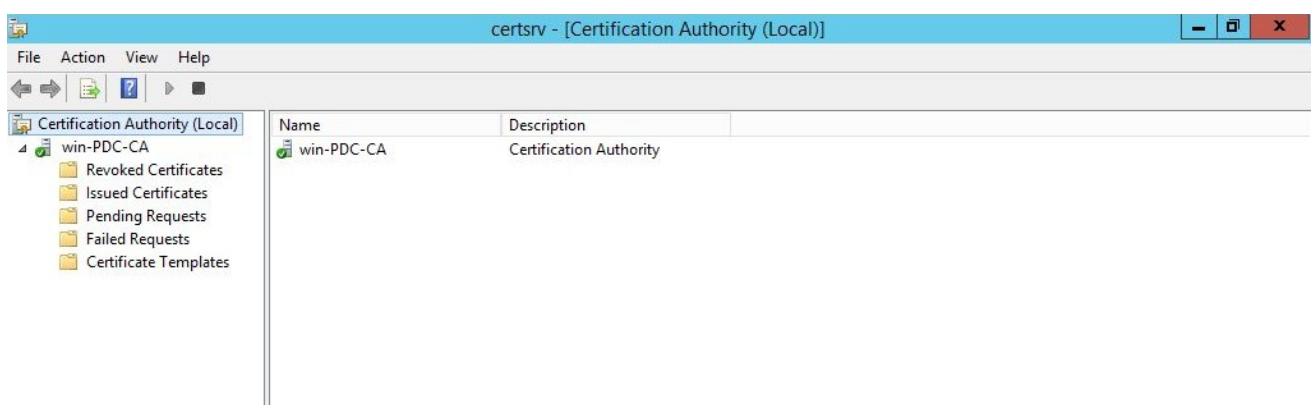 certsrv - [Certification Authority (Local)]
File Action View Help
Certification Authority (Local)
win-PDC-CA
Revoked Certificates
Issued Certificates
Pending Requests
Failed Requests
Certificate Templates
Name Description
win-PDC-CA Certification Authority